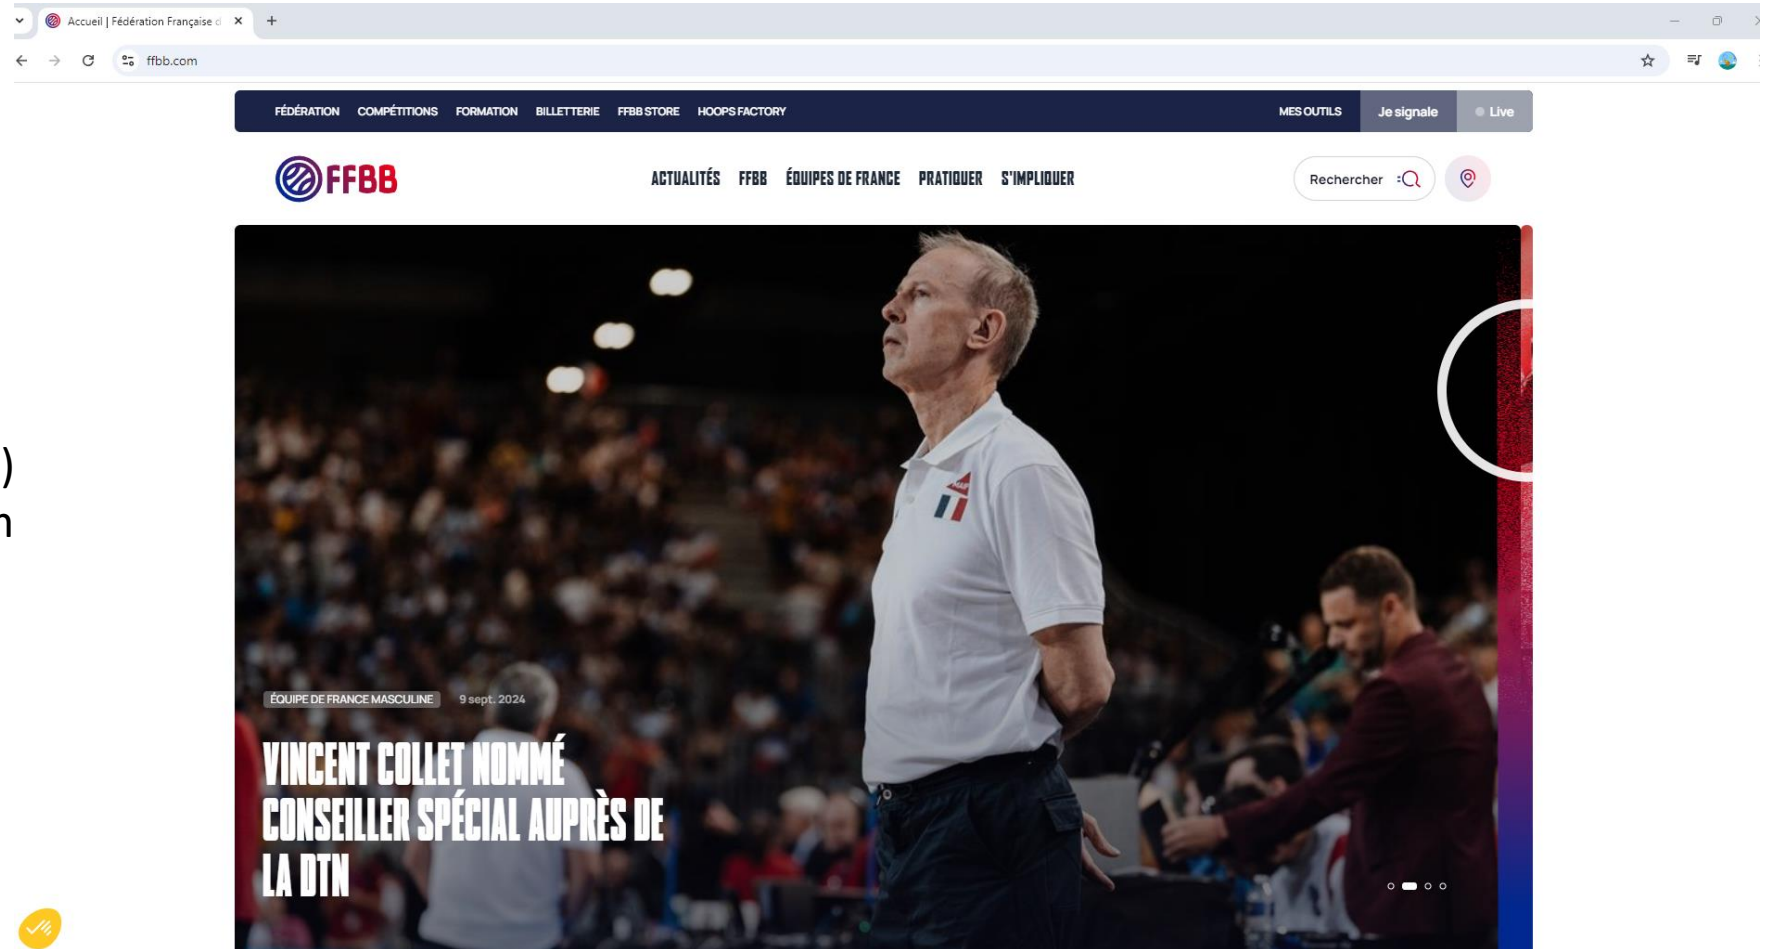 Accueil | Fédération Française d
ffbb.com
FÉDÉRATION COMPÉTITIONS FORMATION BILLETTERIE FFBB STORE HOOPS FACTORY MES OUTILS Je signale Live
FFBB ACTUALITÉS FFBB ÉQUIPES DE FRANCE PRATIQUER S'IMPLIQUER Rechercher
)
n
MAIF
ÉQUIPE DE FRANCE MASCULINE 9 sept. 2024
VINCENT COLLET NOMMÉ
CONSEILLER SPÉCIAL AUPRÈS DE
LA DTN